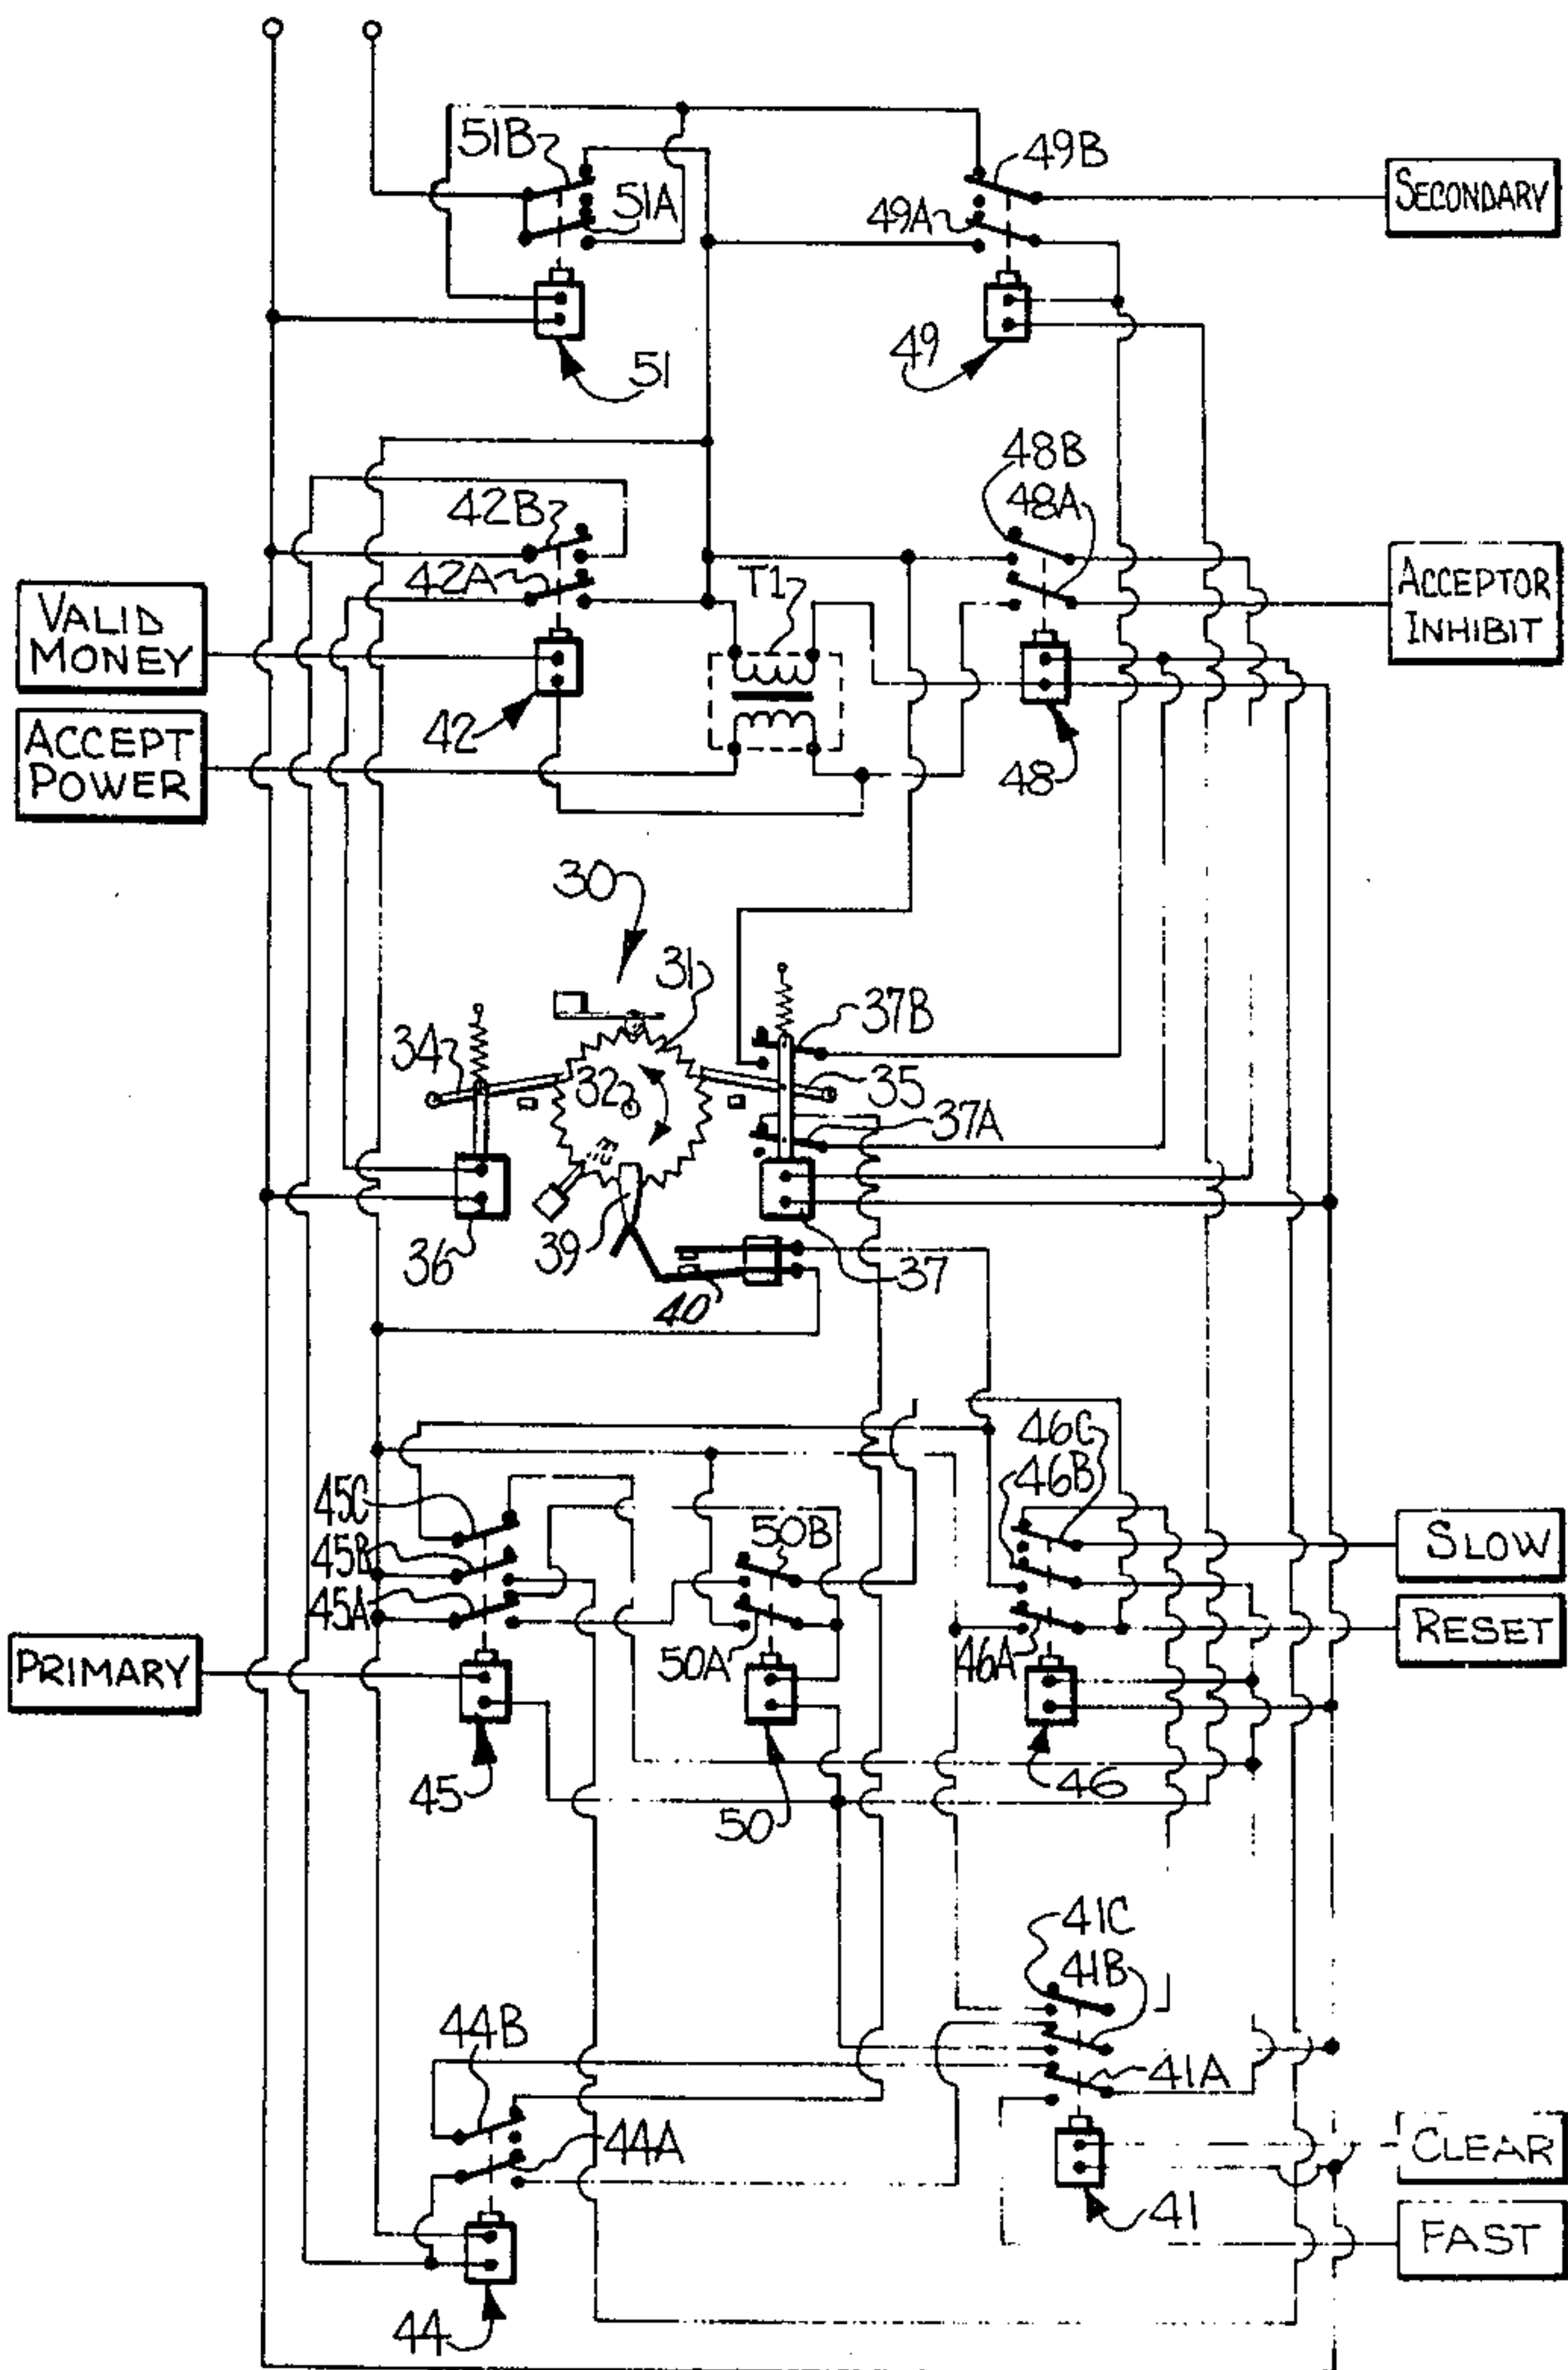 51B
51A
49B
49A
SECONDARY
51
49
48B
48A
42B
42A
T1
ACCEPTOR
INHIBIT
VALID
MONEY
42
48
ACCEPT
POWER
30
31
34
32
37B
35
37A
36
39
40
37
46C
46B
45C
45B
45A
50B
50A
46A
SLOW
RESET
PRIMARY
45
50
46
41C
41B
44B
41A
44A
CLEAR
41
FAST
44